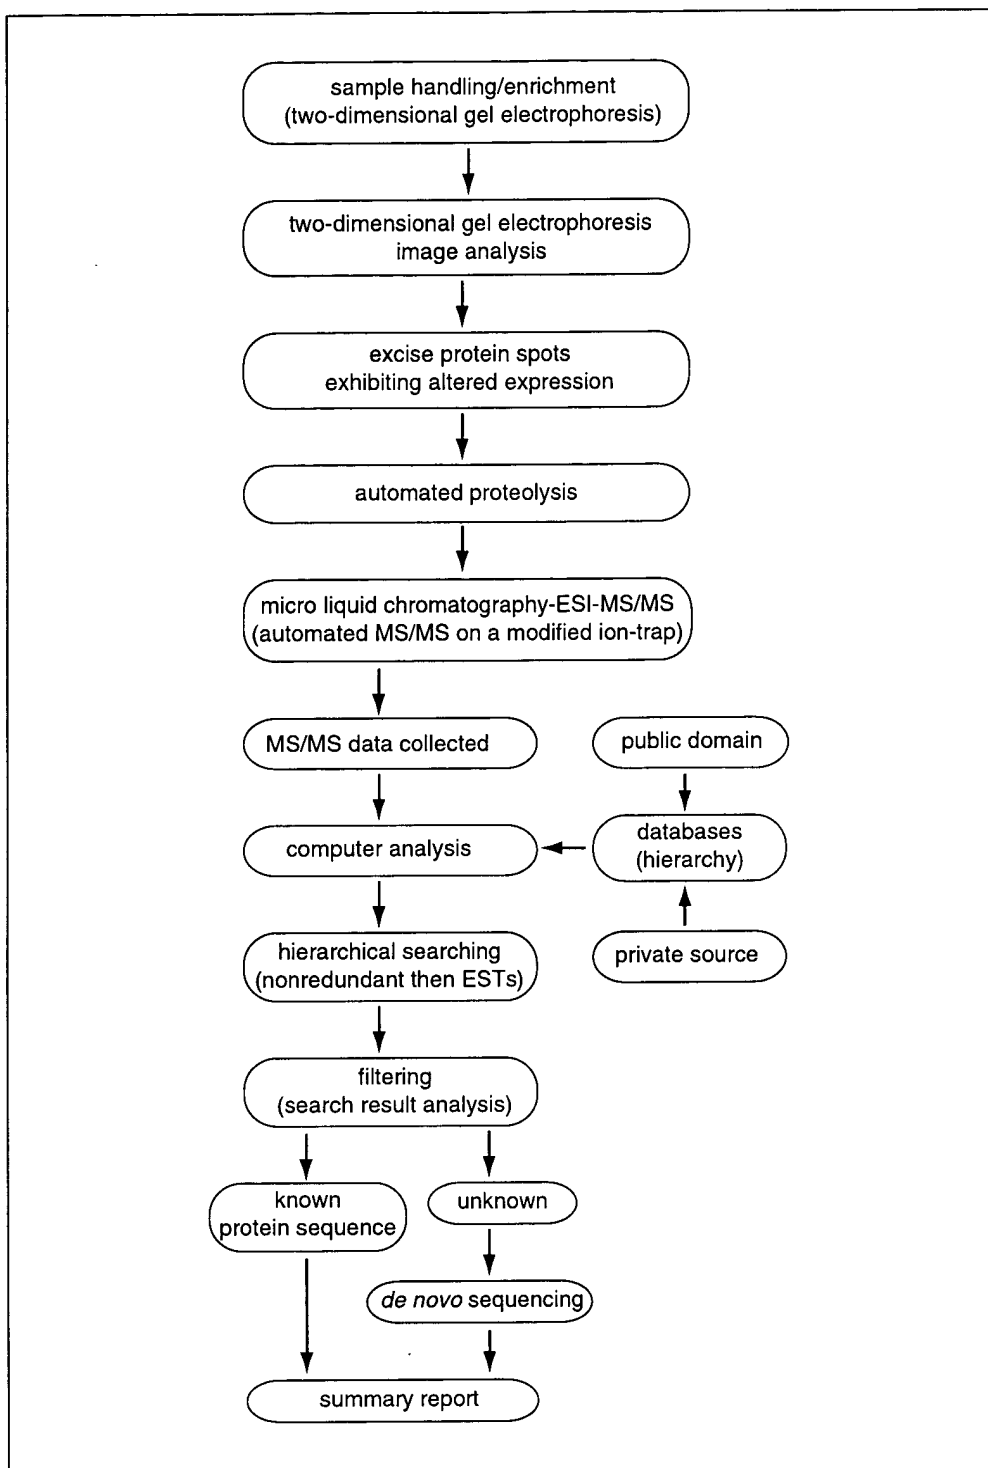 sample handling/enrichment
(two-dimensional gel electrophoresis)
two-dimensional gel electrophoresis
image analysis
excise protein spots
exhibiting altered expression
automated proteolysis
micro liquid chromatography-ESI-MS/MS
(automated MS/MS on a modified ion-trap)
MS/MS data collected
public domain
computer analysis
databases
(hierarchy)
hierarchical searching
(nonredundant then ESTs)
private source
filtering
(search result analysis)
known
protein sequence
unknown
de novo sequencing
summary report